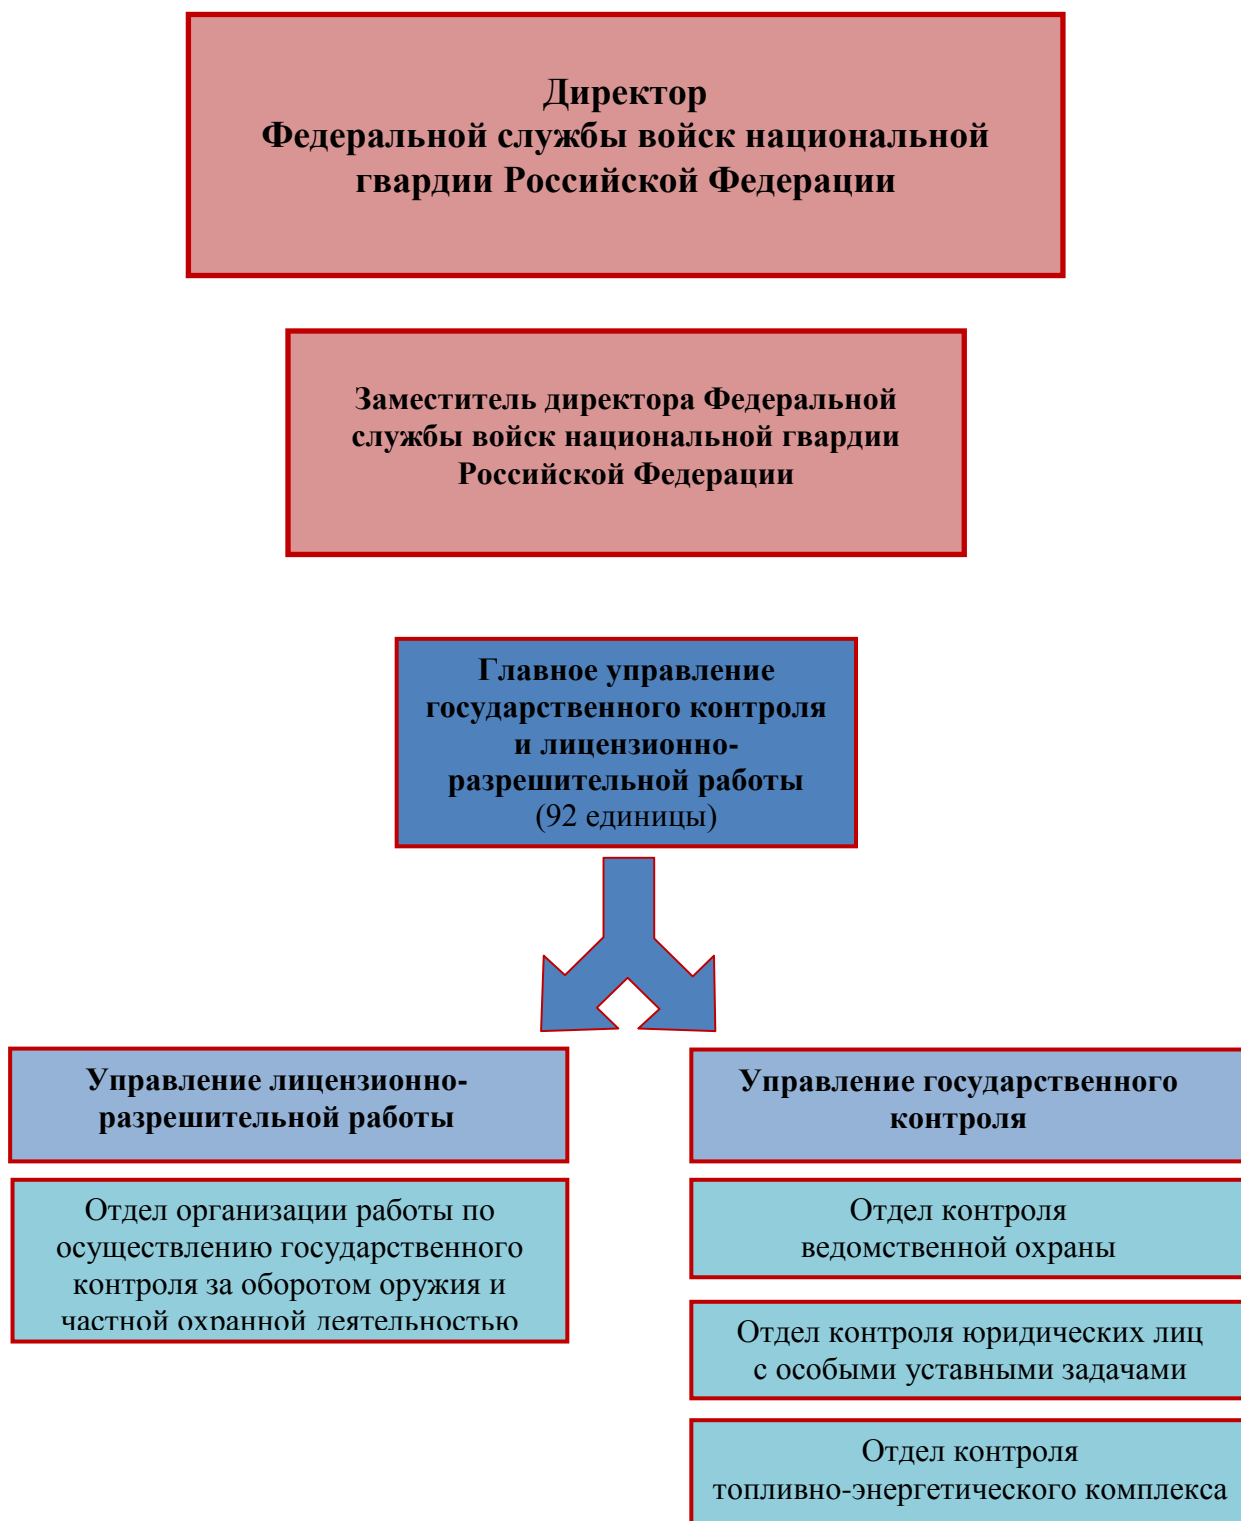 Директор
Федеральной службы войск национальной
гвардии Российской Федерации
Заместитель директора Федеральной
службы войск национальной гвардии
Российской Федерации
Главное управление
государственного контроля
и лицензионно-
разрешительной работы
(92 единицы)
Управление лицензионно-
разрешительной работы
Отдел организации работы по
осуществлению государственного
контроля за оборотом оружия и
частной охранной деятельностью
Управление государственного
контроля
Отдел контроля
ведомственной охраны
Отдел контроля юридических лиц
с особыми уставными задачами
Отдел контроля
топливно-энергетического комплекса